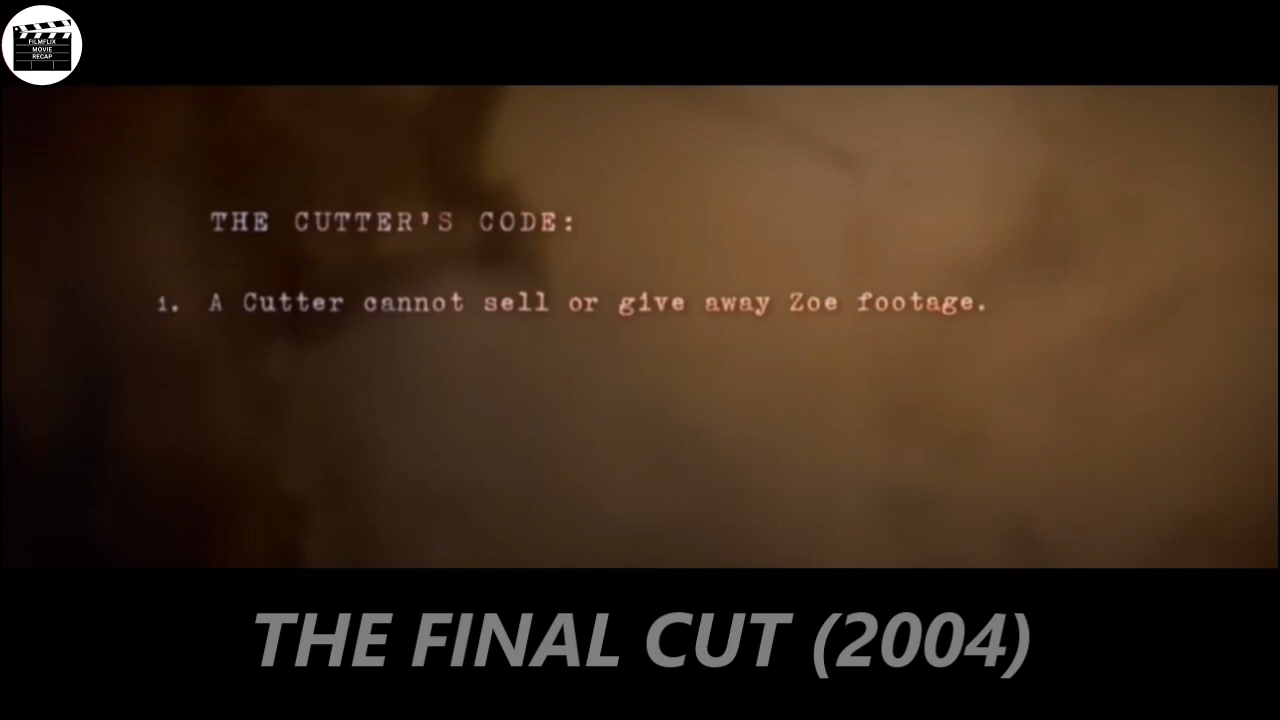 FILMFLIX
MOVIE
RECAP
THE CUTTER'S CODE:
1. A Cutter cannot sell or give away Zoe footage.
THE FINAL CUT (2004)